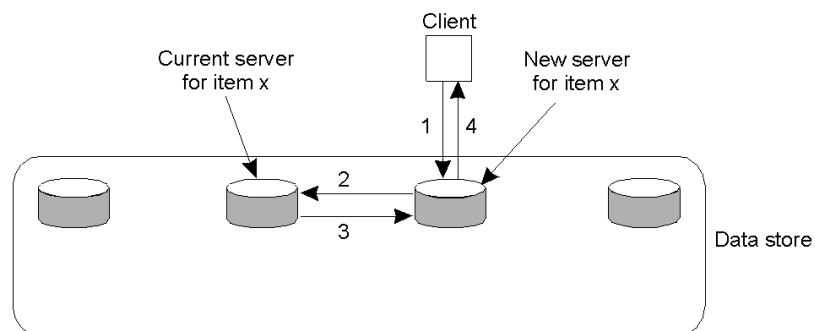 Client
Current server
for item x
New server
for item x
1
4
2
3
Data store